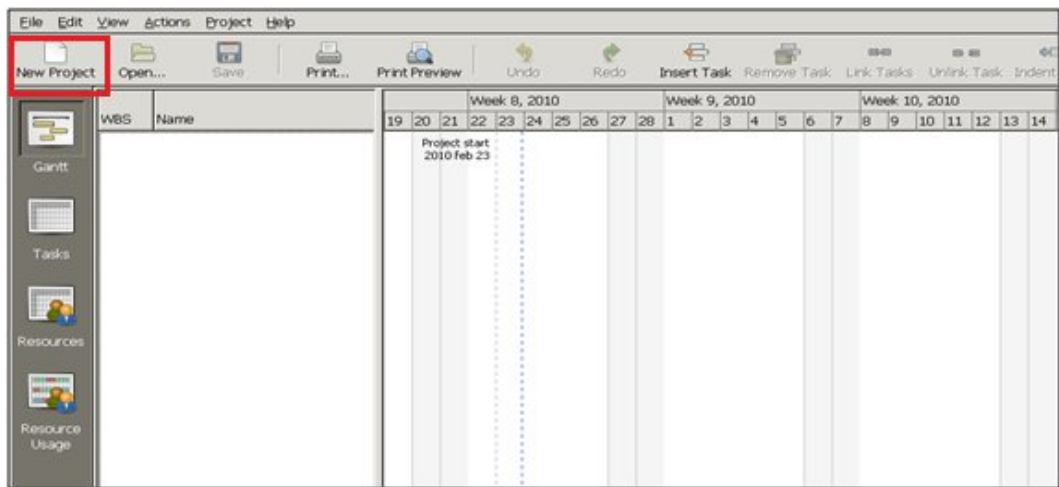 File Edit View Actions Project Help
New Project Open... Save Print... Print Preview Undo Redo Insert Task Remove Task Link Tasks Unlink Task Indent
WBS Name
Week 8, 2010 Week 9, 2010 Week 10, 2010
19 20 21 22 23 24 25 26 27 28 1 2 3 4 5 6 7 8 9 10 11 12 13 14
Project start
2010 feb 23
Gantt
Tasks
Resources
Resource
Usage